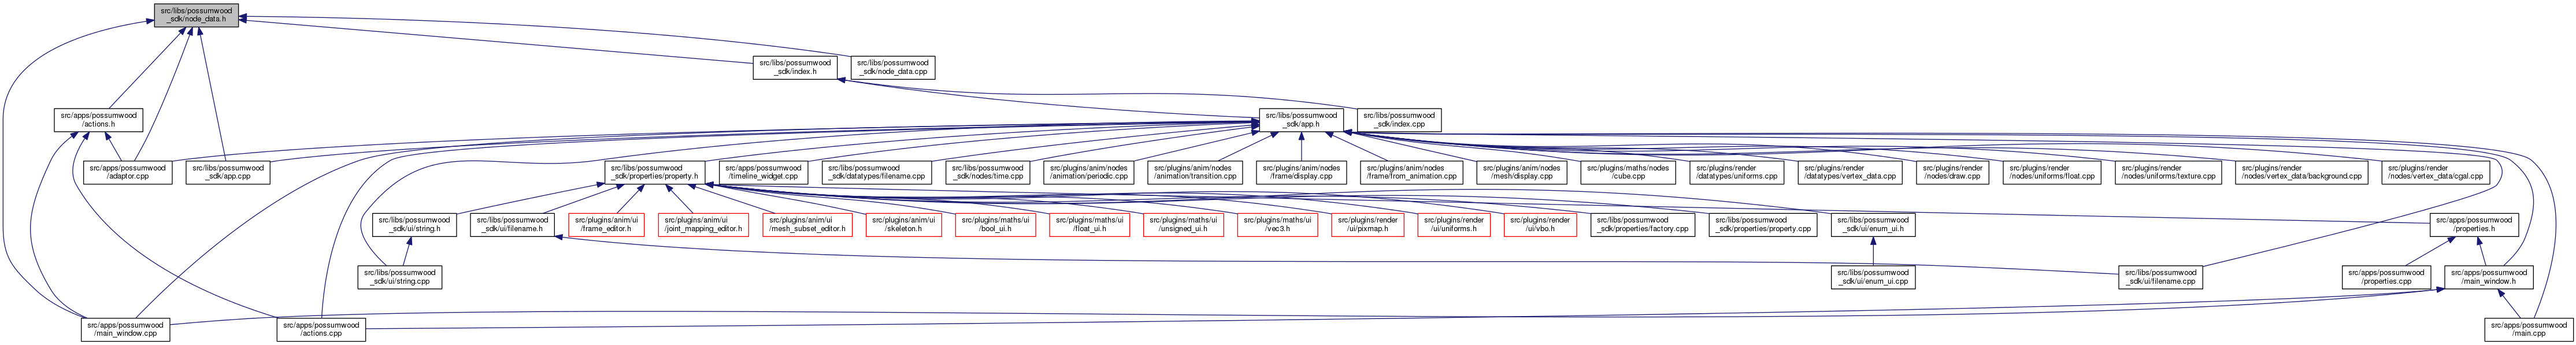 src/libs/possumwood
_sdk/node_data.h
src/libs/possumwood
_sdk/index.h
src/libs/possumwood
_sdk/node_data.cpp
src/apps/possumwood
/actions.h
src/libs/possumwood
_sdk/app.h
src/libs/possumwood
_sdk/index.cpp
src/apps/possumwood
/adaptor.cpp
src/libs/possumwood
_sdk/app.cpp
src/libs/possumwood
_sdk/properties/property.h
src/apps/possumwood
/timeline_widget.cpp
src/libs/possumwood
_sdk/datatypes/filename.cpp
src/libs/possumwood
_sdk/nodes/time.cpp
src/plugins/anim/nodes
/animation/periodic.cpp
src/plugins/anim/nodes
/animation/transition.cpp
src/plugins/anim/nodes
/frame/display.cpp
src/plugins/anim/nodes
/frame/from_animation.cpp
src/plugins/anim/nodes
/mesh/display.cpp
src/plugins/maths/nodes
/cube.cpp
src/plugins/render
/datatypes/uniforms.cpp
src/plugins/render
/datatypes/vertex_data.cpp
src/plugins/render
/nodes/draw.cpp
src/plugins/render
/nodes/uniforms/float.cpp
src/plugins/render
/nodes/uniforms/texture.cpp
src/plugins/render
/nodes/vertex_data/background.cpp
src/plugins/render
/nodes/vertex_data/cgal.cpp
src/libs/possumwood
_sdk/ui/string.h
src/libs/possumwood
_sdk/ui/filename.h
src/plugins/anim/ui
/frame_editor.h
src/plugins/anim/ui
/joint_mapping_editor.h
src/plugins/anim/ui
/mesh_subset_editor.h
src/plugins/anim/ui
/skeleton.h
src/plugins/maths/ui
/bool_ui.h
src/plugins/maths/ui
/float_ui.h
src/plugins/maths/ui
/unsigned_ui.h
src/plugins/maths/ui
/vec3.h
src/plugins/render
/ui/pixmap.h
src/plugins/render
/ui/uniforms.h
src/plugins/render
/ui/vbo.h
src/libs/possumwood
_sdk/properties/factory.cpp
src/libs/possumwood
_sdk/properties/property.cpp
src/libs/possumwood
_sdk/ui/enum_ui.h
src/apps/possumwood
/properties.h
src/libs/possumwood
_sdk/ui/string.cpp
src/libs/possumwood
_sdk/ui/enum_ui.cpp
src/libs/possumwood
_sdk/ui/filename.cpp
src/apps/possumwood
/properties.cpp
src/apps/possumwood
/main_window.h
src/apps/possumwood
/main_window.cpp
src/apps/possumwood
/actions.cpp
src/apps/possumwood
/main.cpp